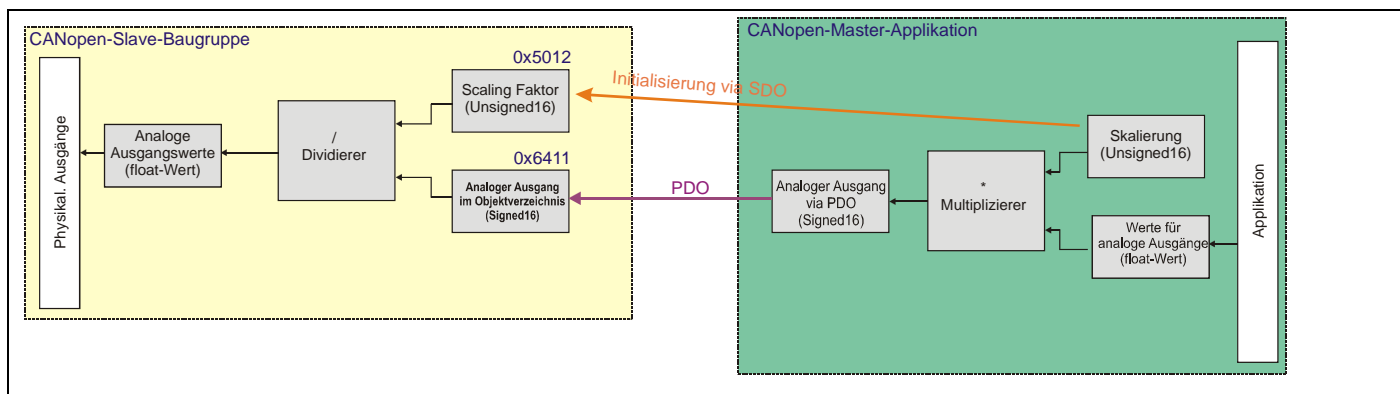 CANopen-Slave-Baugruppe
Physikal. Ausgänge
Analoge
Ausgangswerte
(float-Wert)
/
Dividierer
0x5012
Scaling Faktor
(Unsigned16)
0x6411
Analoger Ausgang
im Objektverzeichnis
(Signed16)
Initialisierung via SDO
PDO
CANopen-Master-Applikation
Analoger Ausgang
via PDO
(Signed16)
*
Multiplizierer
Skalierung
(Unsigned16)
Werte für
analoge Ausgänge
(float-Wert)
Applikation